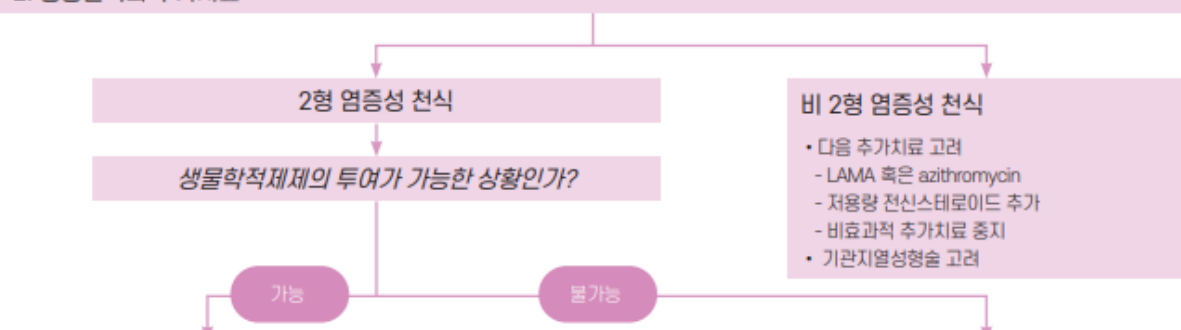 2형 염증성 천식
생물학적제제의 투여가 가능한 상황인가?
가능
불가능
비 2형 염증성 천식
• 다음 추가치료 고려
- LAMA 혹은 azithromycin
- 저용량 전신스테로이드 추가
- 비효과적 추가치료 중지
• 기관지열성형술 고려